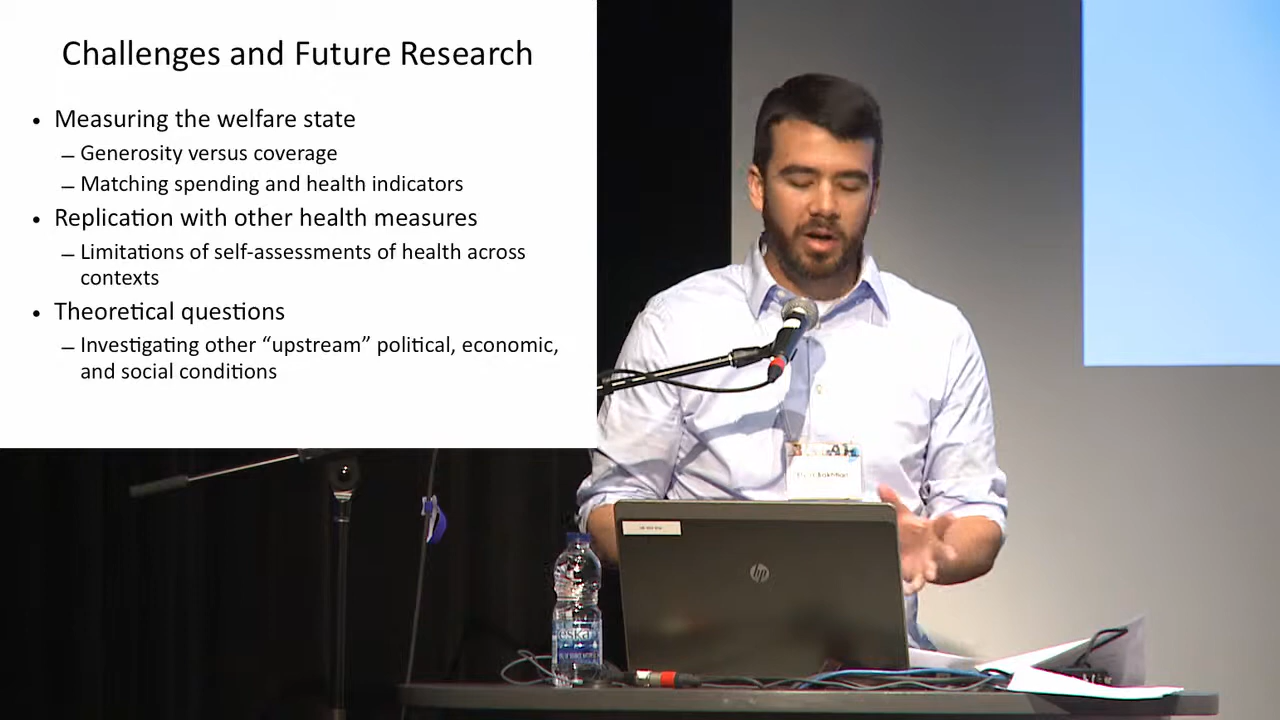 Challenges and Future Research
• Measuring the welfare state
– Generosity versus coverage
– Matching spending and health indicators
• Replication with other health measures
– Limitations of self-assessments of health across
contexts
• Theoretical questions
– Investigating other “upstream” political, economic,
and social conditions
hp
eska